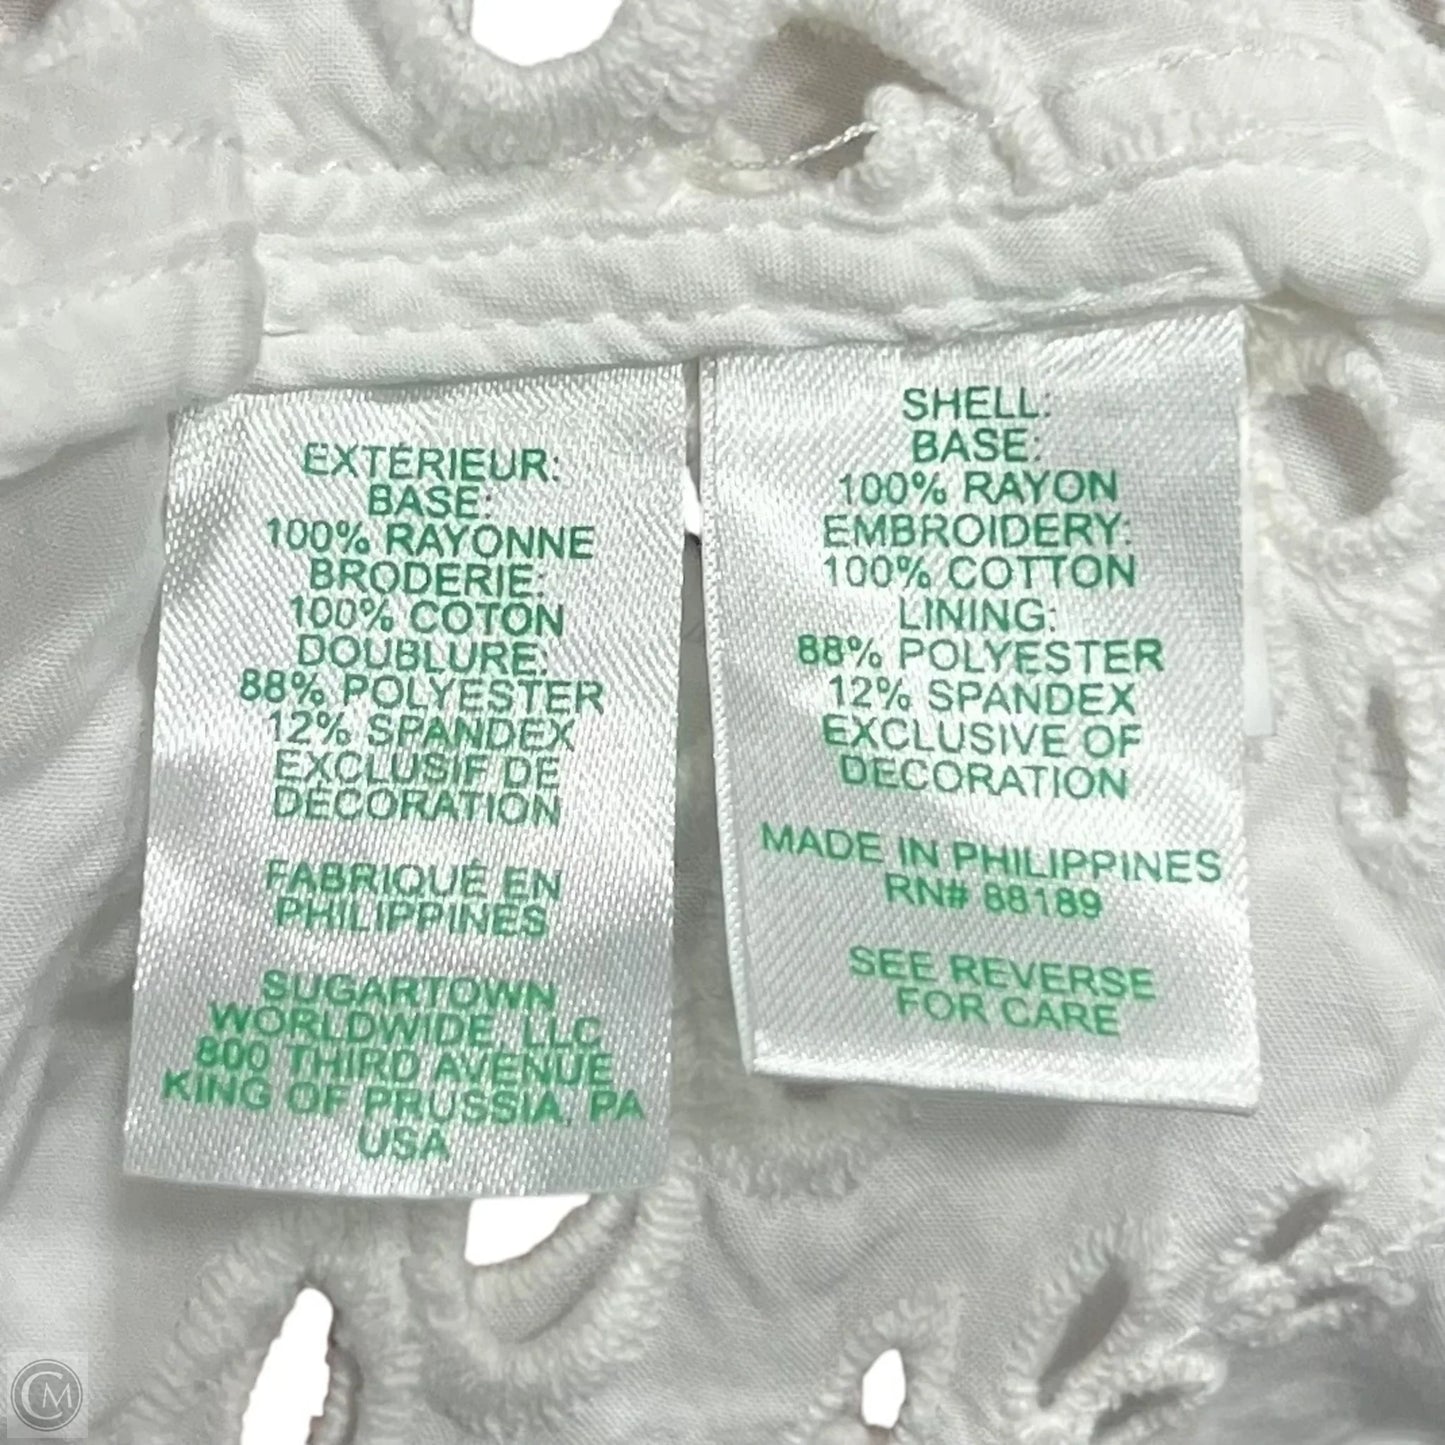 EXTÉRIEUR:
BASE:
100% RAYONNE
BRODERIE:
100% COTON
DOUBLURE:
88% POLYESTER
12% SPANDEX
EXCLUSIF DE
DÉCORATION
FABRIQUÉ EN
PHILIPPINES
SUGARTOWN
WORLDWIDE, LLC
800 THIRD AVENUE
KING OF PRUSSIA, PA
USA
SHELL:
BASE:
100% RAYON
EMBROIDERY:
100% COTTON
LINING:
88% POLYESTER
12% SPANDEX
EXCLUSIVE OF
DECORATION
MADE IN PHILIPPINES
RN# 88189
SEE REVERSE
FOR CARE
CM